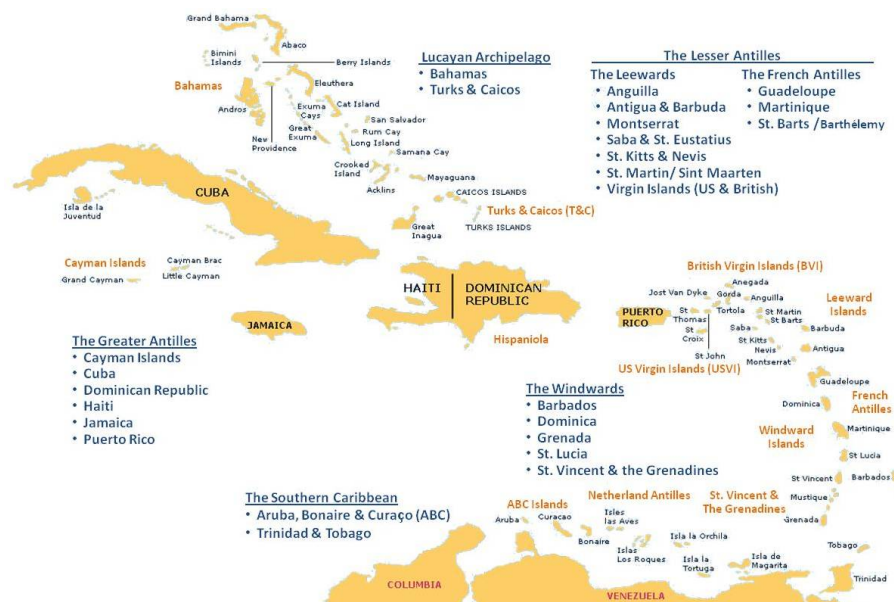 Grand Bahama
Abaco
Bimini
Islands
Berry Islands
Bahamas
Eleuthera
Andros
Cat Island
Exuma
Cays
New
Providence
Great
Exuma
San Salvador
Rum Cay
Long Island
Samana Cay
Crooked
Island
Acklins
Mayaguana
CAICOS ISLANDS
Turks & Caicos (T&C)
TURKS ISLANDS
Great
Inagua
Lucayan Archipelago
• Bahamas
• Turks & Caicos
The Lesser Antilles
The Leewards
• Anguilla
• Antigua & Barbuda
• Montserrat
• Saba & St. Eustatius
• St. Kitts & Nevis
• St. Martin/ Sint Maarten
• Virgin Islands (US & British)
The French Antilles
• Guadeloupe
• Martinique
• St. Barts /Barthélemy
CUBA
Isla de la
Juventud
Cayman Islands
Cayman Brac
Grand Cayman
Little Cayman
JAMAICA
HAITI
DOMINICAN
REPUBLIC
Hispaniola
PUERTO
RICO
British Virgin Islands (BVI)
Anegada
Jost Van Dyke
Gorda
Anguilla
Tortola
St
Thomas
St
Croix
St John
US Virgin Islands (USVI)
St Martin
St Barts
Saba
St Kitts
Nevis
Montserrat
Leeward
Islands
Barbuda
Antigua
Guadeloupe
Dominica
French
Antilles
Windward
Islands
Martinique
St Lucia
St Vincent
Barbados
Mustique
St. Vincent &
The Grenadines
Grenada
The Greater Antilles
• Cayman Islands
• Cuba
• Dominican Republic
• Haiti
• Jamaica
• Puerto Rico
The Windwards
• Barbados
• Dominica
• Grenada
• St. Lucia
• St. Vincent & the Grenadines
The Southern Caribbean
• Aruba, Bonaire & Curaço (ABC)
• Trinidad & Tobago
ABC Islands
Aruba
Curacao
Bonaire
Netherland Antilles
Isles
las Aves
Islas
Los Roques
Isla la Orchila
Isla la
Tortuga
Isla de
Magarita
Tobago
Trinidad
COLUMBIA
VENEZUELA